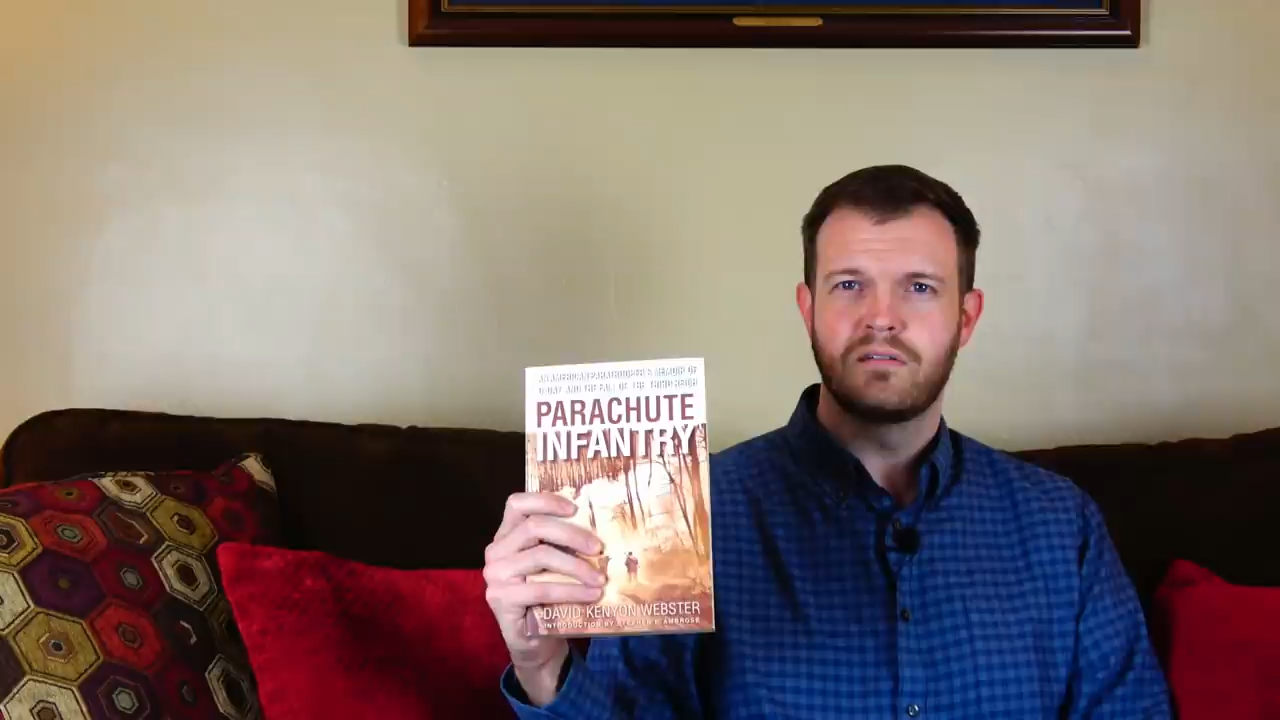 AN AMERICAN PARATROOPER'S MEMOIR OF
D-DAY AND THE FALL OF THE THIRD REICH
PARACHUTE
INFANTRY
DAVID KENYON WEBSTER
INTRODUCTION BY STEPHEN E. AMBROSE